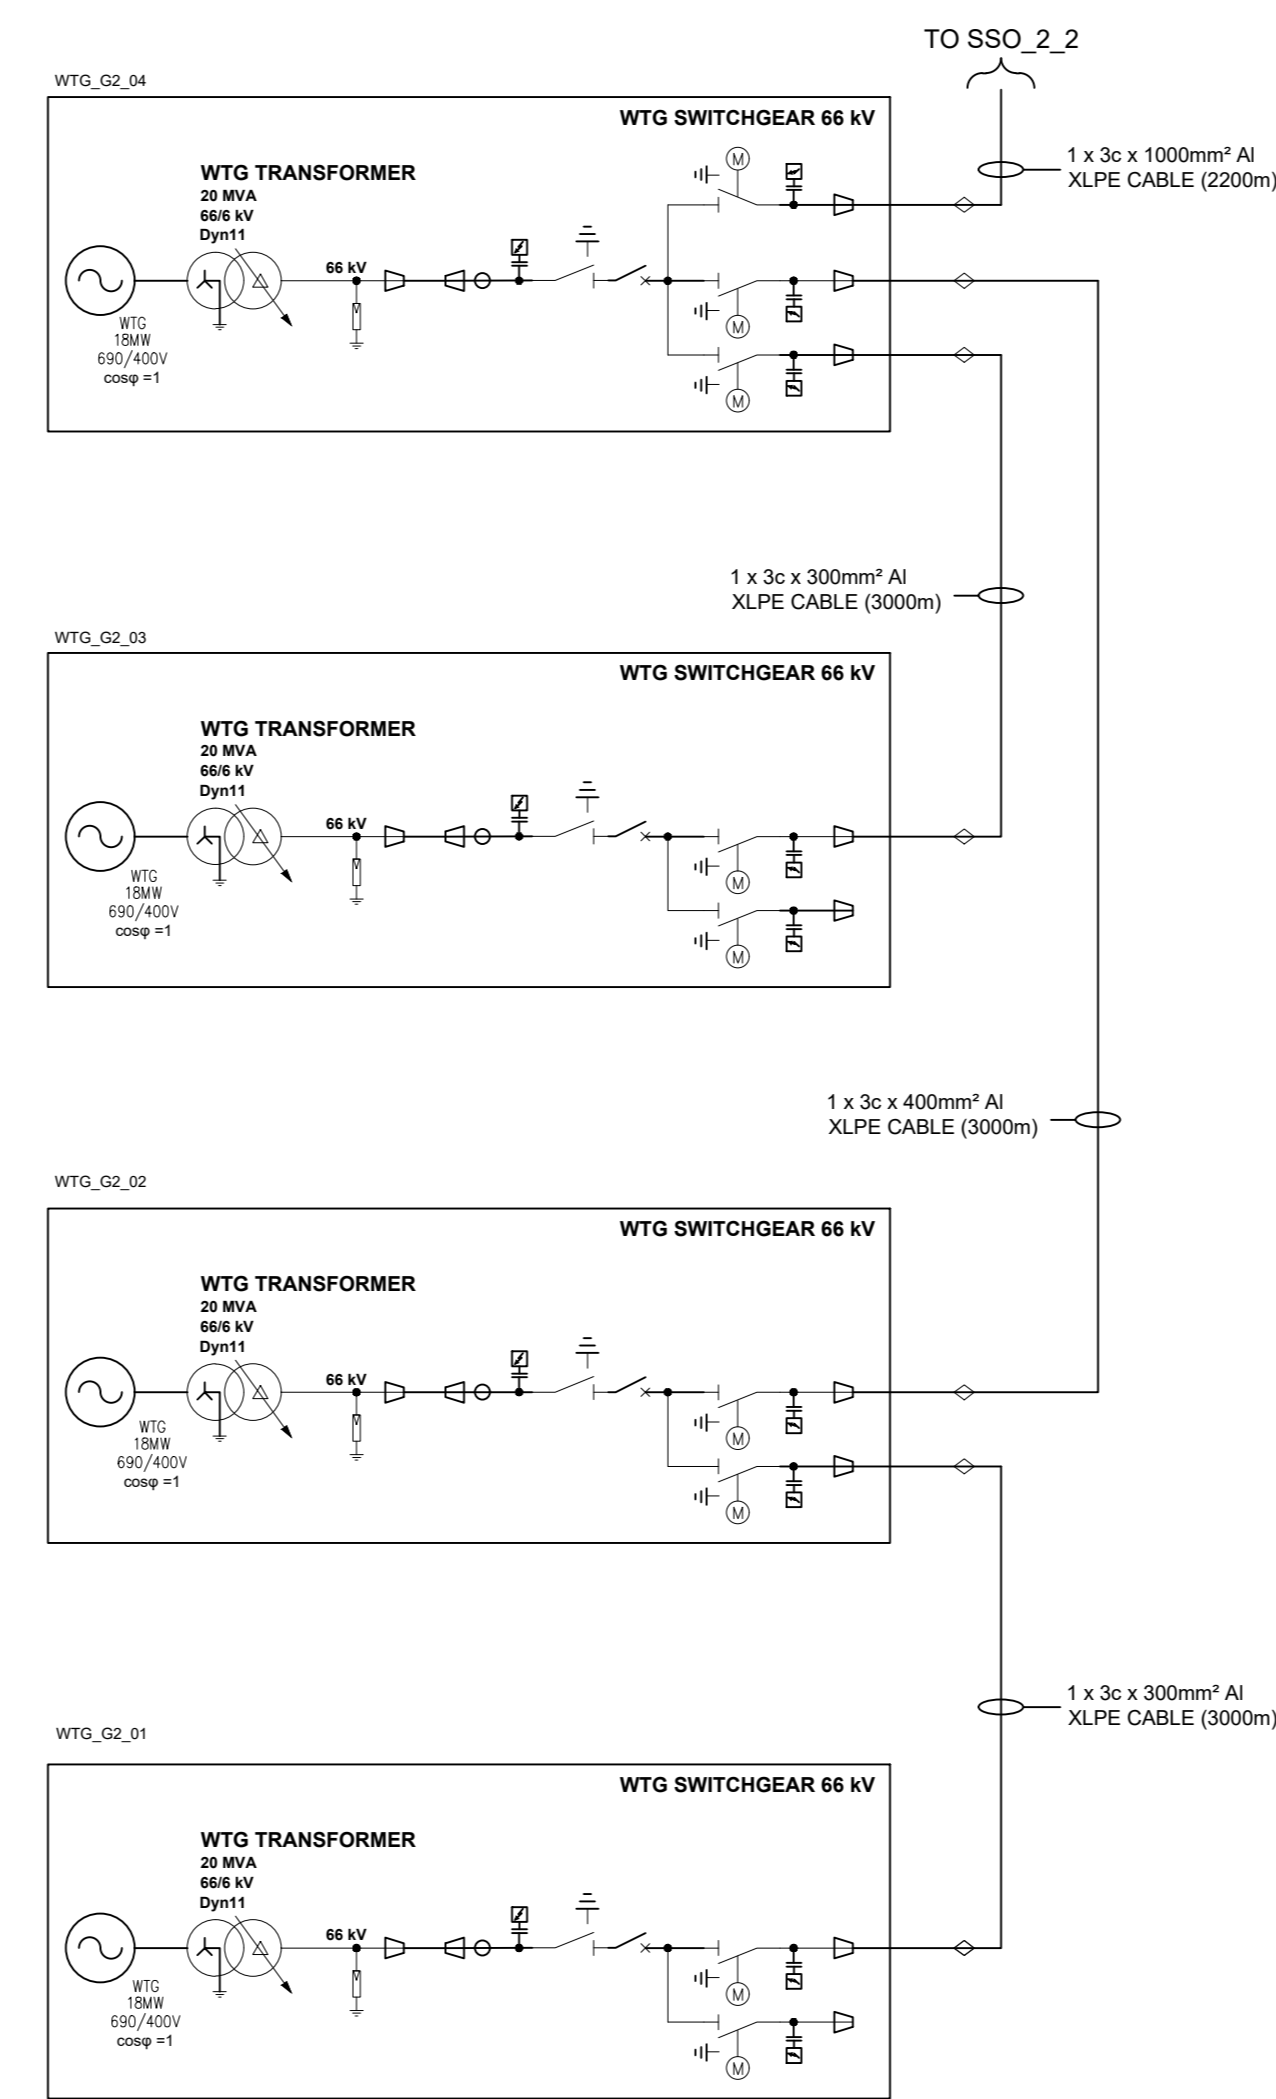 TO SSO_2_2
WTG_G2_04
WTG SWITCHGEAR 66 kV
1 x 3c x 1000mm² Al
XLPE CABLE (2200m)
WTG TRANSFORMER
20 MVA
66/6 kV
Dyn11
66 kV
M
M
M
WTG
18MW
690/400V
cosφ =1
1 x 3c x 300mm² Al
XLPE CABLE (3000m)
WTG_G2_03
WTG SWITCHGEAR 66 kV
WTG TRANSFORMER
20 MVA
66/6 kV
Dyn11
66 kV
M
M
WTG
18MW
690/400V
cosφ =1
1 x 3c x 400mm² Al
XLPE CABLE (3000m)
WTG_G2_02
WTG SWITCHGEAR 66 kV
WTG TRANSFORMER
20 MVA
66/6 kV
Dyn11
66 kV
M
M
WTG
18MW
690/400V
cosφ =1
1 x 3c x 300mm² Al
XLPE CABLE (3000m)
WTG_G2_01
WTG SWITCHGEAR 66 kV
WTG TRANSFORMER
20 MVA
66/6 kV
Dyn11
66 kV
M
M
WTG
18MW
690/400V
cosφ =1